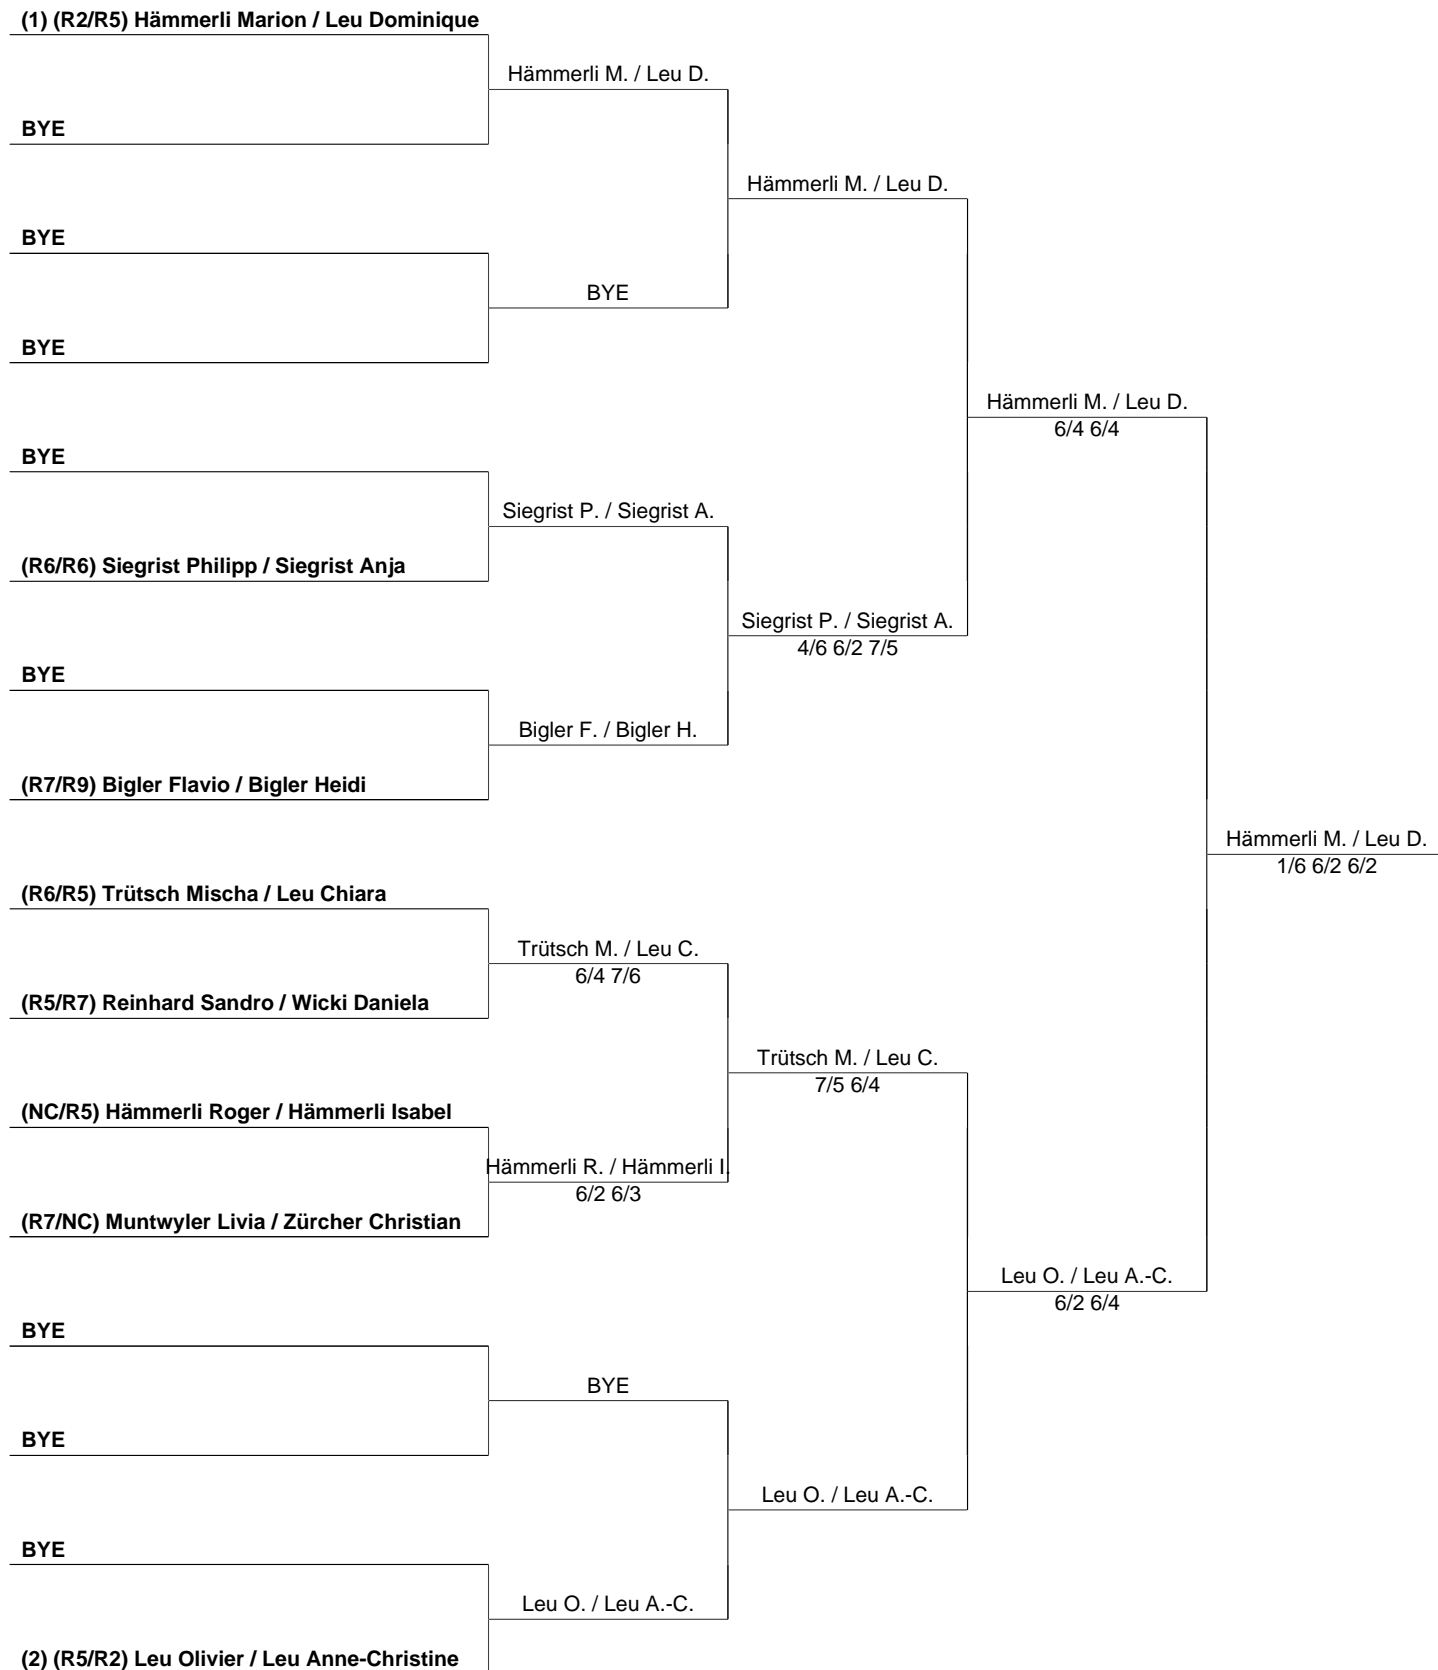 (1) (R2/R5) Hämmerli Marion / Leu Dominique
Hämmerli M. / Leu D.
BYE
Hämmerli M. / Leu D.
BYE
BYE
BYE
Hämmerli M. / Leu D.
6/4 6/4
BYE
Siegrist P. / Siegrist A.
(R6/R6) Siegrist Philipp / Siegrist Anja
Siegrist P. / Siegrist A.
4/6 6/2 7/5
BYE
Bigler F. / Bigler H.
(R7/R9) Bigler Flavio / Bigler Heidi
Hämmerli M. / Leu D.
1/6 6/2 6/2
(R6/R5) Trütsch Mischa / Leu Chiara
Trütsch M. / Leu C.
6/4 7/6
(R5/R7) Reinhard Sandro / Wicki Daniela
Trütsch M. / Leu C.
7/5 6/4
(NC/R5) Hämmerli Roger / Hämmerli Isabel
Hämmerli R. / Hämmerli I.
6/2 6/3
(R7/NC) Muntwyler Livia / Zürcher Christian
Leu O. / Leu A.-C.
6/2 6/4
BYE
BYE
BYE
Leu O. / Leu A.-C.
BYE
Leu O. / Leu A.-C.
(2) (R5/R2) Leu Olivier / Leu Anne-Christine